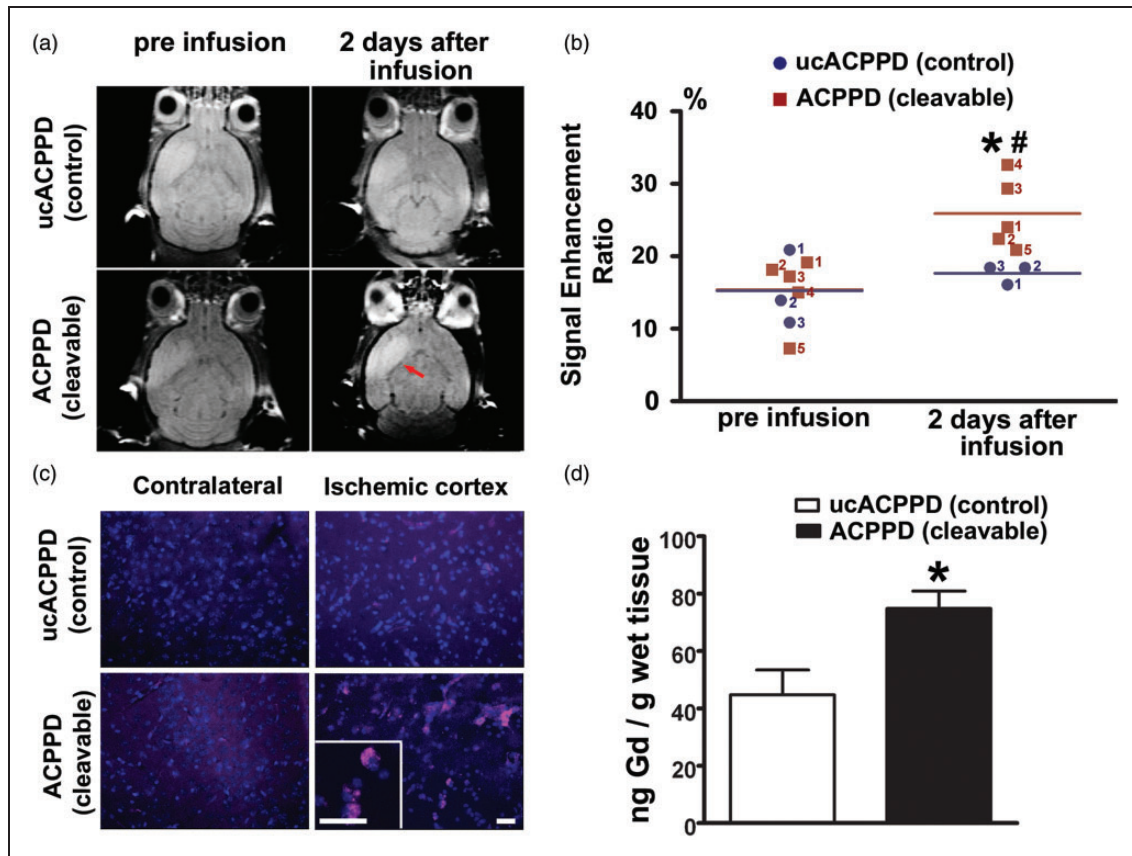 (a)
pre infusion
2 days after
infusion
ucACPPD
(control)
ACPPD
(cleavable)
(b)
ucACPPD (control)
ACPPD (cleavable)
%
Signal Enhancement
Ratio
40
30
20
10
0
* #
4
3
1
2
5
3
2
1
1
2
1
3
4
2
3
5
pre infusion
2 days after
infusion
(c)
Contralateral
Ischemic cortex
ucACPPD
(control)
ACPPD
(cleavable)
(d)
ucACPPD (control)
ACPPD (cleavable)
ng Gd / g wet tissue
100
80
60
40
20
0
*